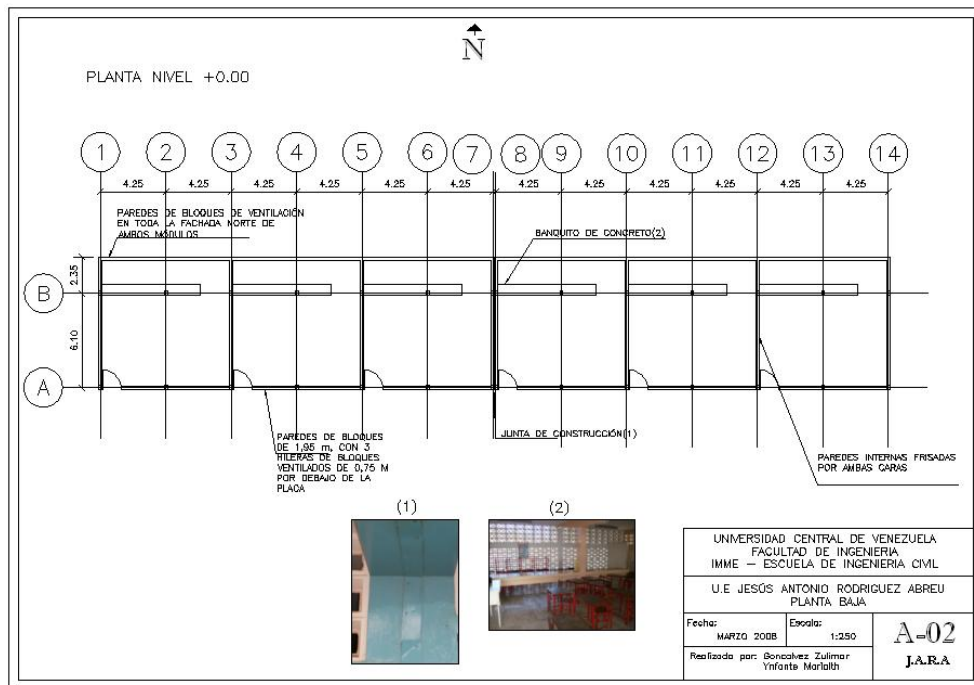 N
PLANTA NIVEL +0.00
1 2 3 4 5 6 7 8 9 10 11 12 13 14
4.25 4.25 4.25 4.25 4.25 4.25 4.25 4.25 4.25 4.25 4.25 4.25
PAREDES DE BLOQUES DE VENTILACIÓN
EN TODA LA FACHADA NORTE DE
AMBOS MÓDULOS
BANQUITO DE CONCRETO(2)
2.35
B
6.10
A
PAREDES DE BLOQUES
DE 1,95 m, CON 3
HILERAS DE BLOQUES
VENTILADOS DE 0,75 M
POR DEBAJO DE LA
PLACA
JUNTA DE CONSTRUCCIÓN(1)
PAREDES INTERNAS FRISADAS
POR AMBAS CARAS
(1)
(2)
UNIVERSIDAD CENTRAL DE VENEZUELA
FACULTAD DE INGENIERIA
IMME – ESCUELA DE INGENIERIA CIVIL
U.E JESÚS ANTONIO RODRIGUEZ ABREU
PLANTA BAJA
Fecha:
MARZO 2008
Escala:
1:250
Realizado por: Goncalvez Zulimar
Ynfante Marialth
A-02
J.A.R.A